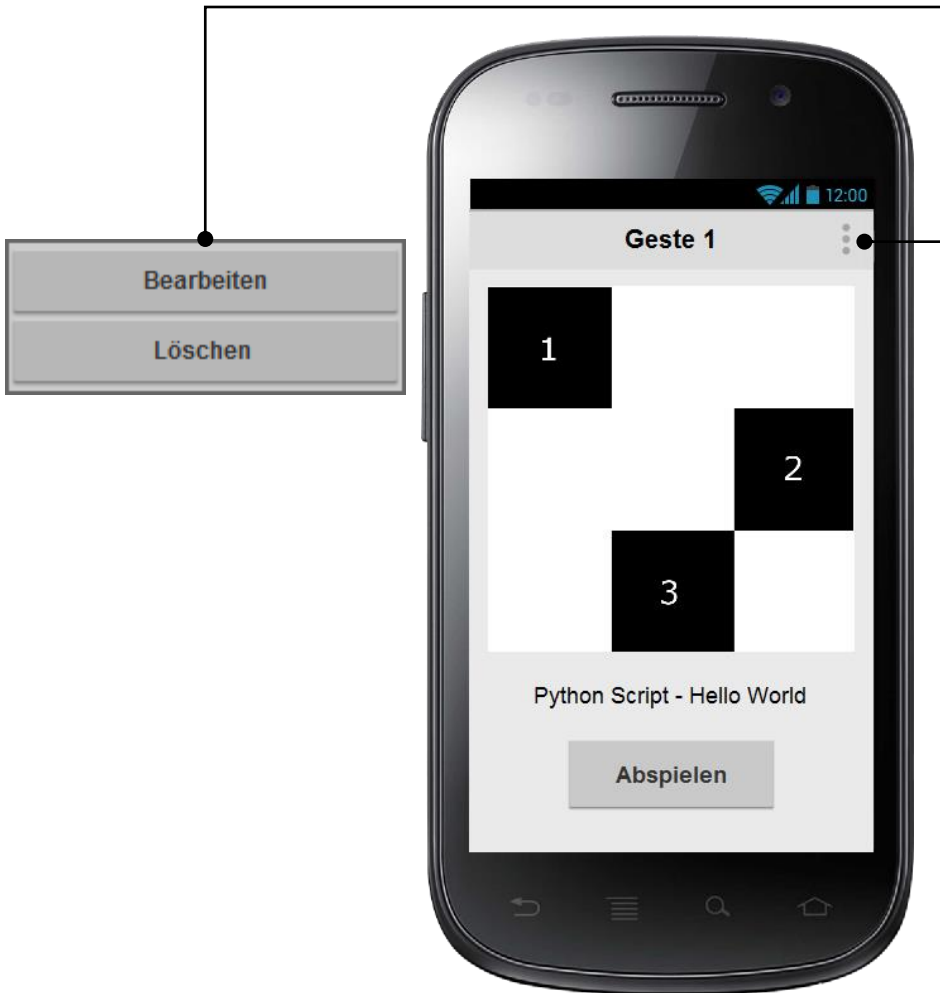 12:00
Geste 1
Bearbeiten
Löschen
1
2
3
Python Script - Hello World
Abspielen